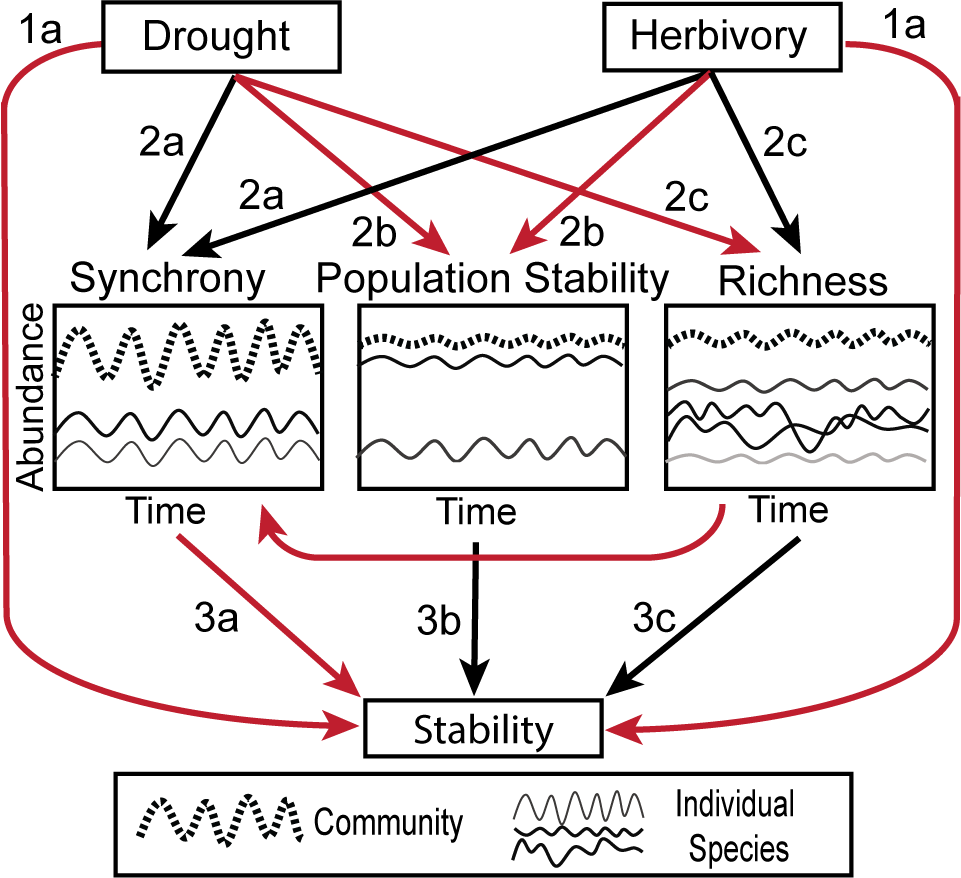 1a
Drought
Herbivory
1a
2a
2c
2a
2c
2b
2b
Synchrony
Population Stability
Richness
Abundance
Time
Time
Time
3a
3b
3c
Stability
Community
Individual
Species